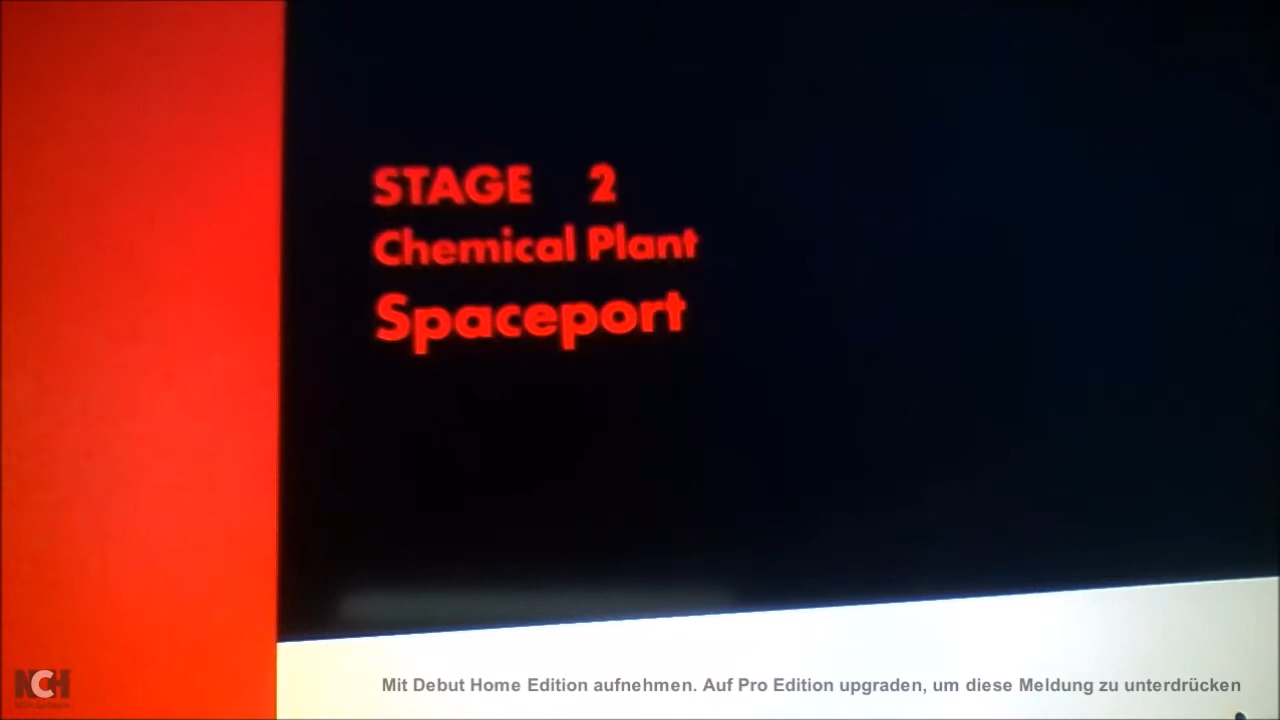 STAGE 2
Chemical Plant
Spaceport
NCH
Mit Debut Home Edition aufnehmen. Auf Pro Edition upgraden, um diese Meldung zu unterdrücken